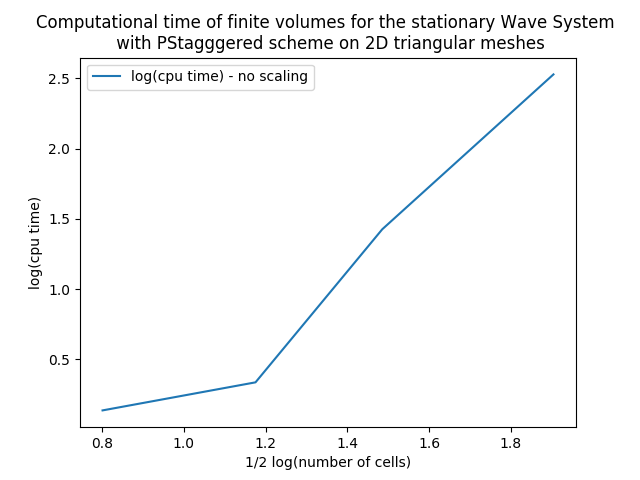 Computational time of finite volumes for the stationary Wave System
with PStagggered scheme on 2D triangular meshes
log(cpu time) - no scaling
2.5
2.0
1.5
1.0
0.5
log(cpu time)
0.8 1.0 1.2 1.4 1.6 1.8
1/2 log(number of cells)